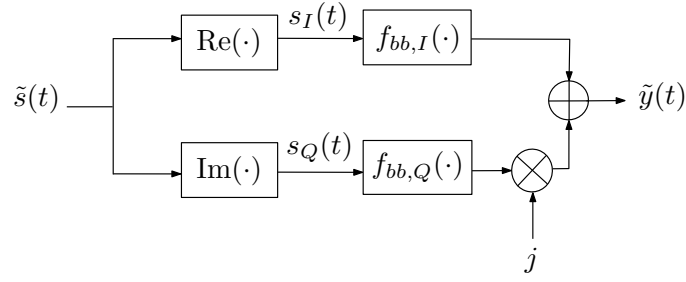 s_I(t)
Re(·)
f_{bb,I}(·)
s̃(t)
ỹ(t)
s_Q(t)
Im(·)
f_{bb,Q}(·)
j